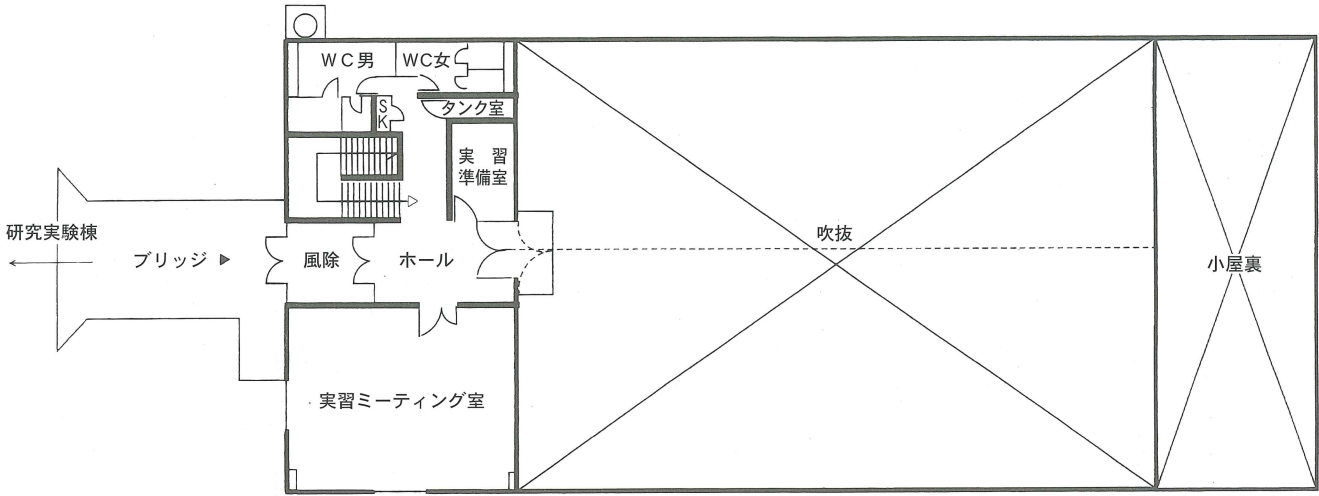 WC男
WC女
SK
タンク室
実習
準備室
研究実験棟
ブリッジ
風除
ホール
吹抜
小屋裏
実習ミーティング室